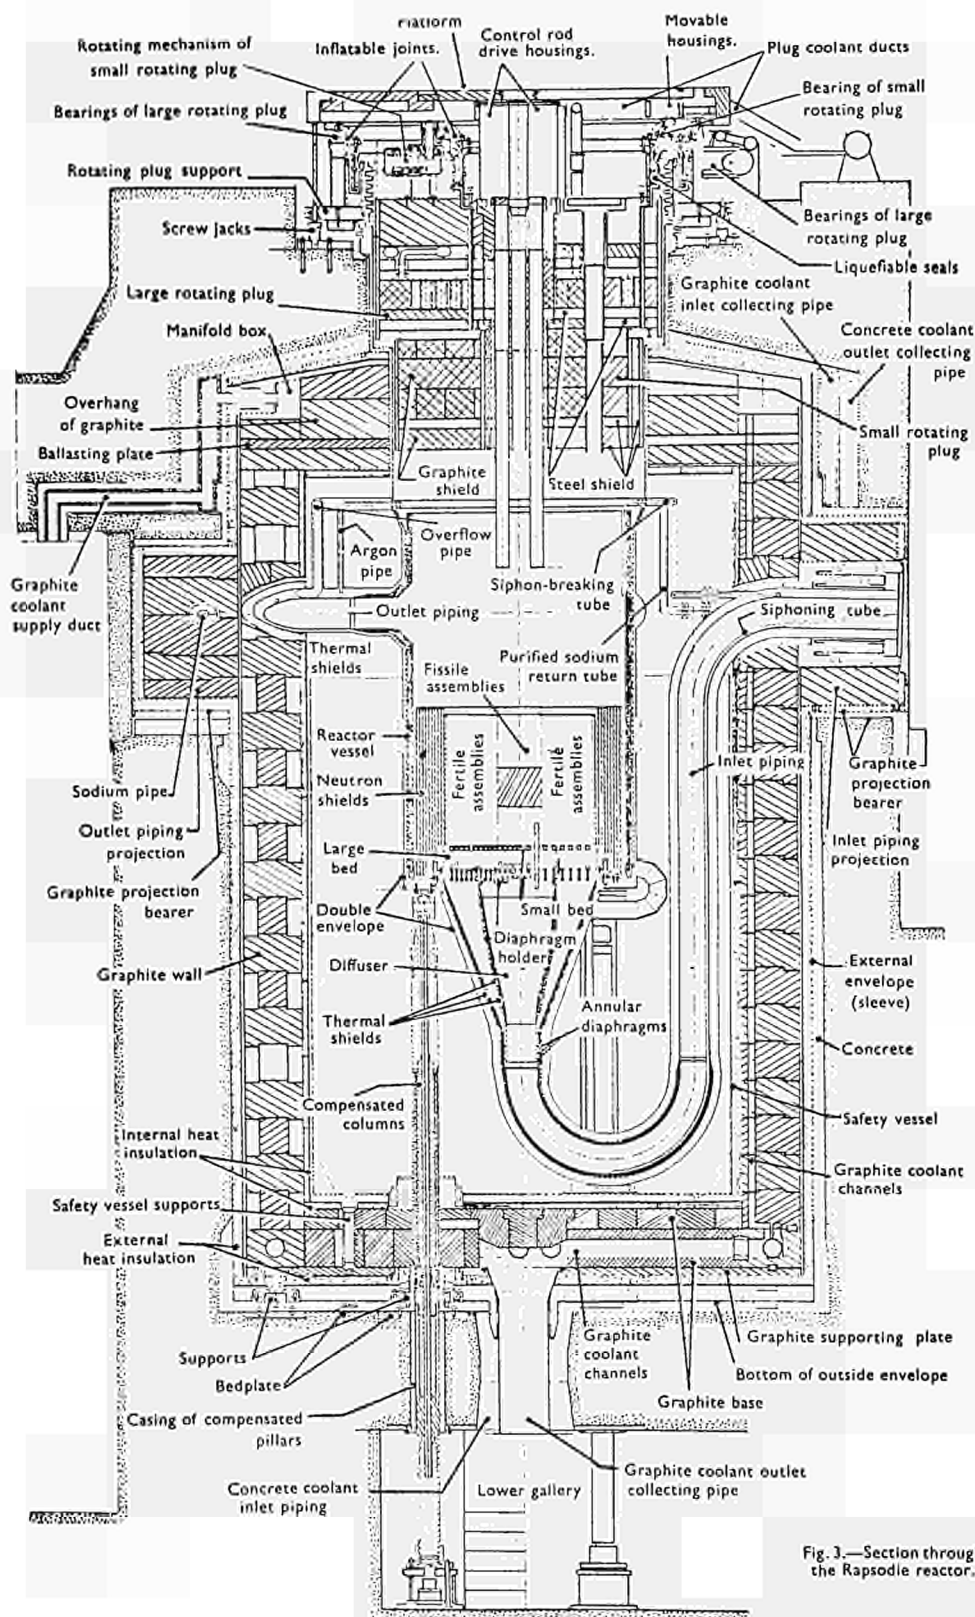 Platform
Rotating mechanism of
small rotating plug
Inflatable joints.
Control rod
drive housings.
Movable
housings.
Plug coolant ducts
Bearings of large rotating plug
Bearing of small
rotating plug
Rotating plug support
Screw jacks
Bearings of large
rotating plug
Liquefiable seals
Large rotating plug
Graphite coolant
inlet collecting pipe
Manifold box
Concrete coolant
outlet collecting
pipe
Overhang
of graphite
Ballasting plate
Small rotating
plug
Graphite
shield
Steel shield
Overflow
pipe
Argon
pipe
Siphon-breaking
tube
Graphite
coolant
supply duct
Outlet piping
Siphoning tube
Thermal
shields
Fissile
assemblies
Purified sodium
return tube
Reactor
vessel
Neutron
shields
Fertile
assemblies
Fertile
assemblies
Inlet piping
Graphite
projection
bearer
Sodium pipe
Outlet piping
projection
Large
bed
Inlet piping
projection
Graphite projection
bearer
Double
envelope
Small bed
Diaphragm
holder
Graphite wall
Diffuser
External
envelope
(sleeve)
Thermal
shields
Annular
diaphragms
Concrete
Compensated
columns
Safety vessel
Internal heat
insulation
Graphite coolant
channels
Safety vessel supports
External
heat insulation
Graphite
coolant
channels
Graphite supporting plate
Supports
Bedplate
Bottom of outside envelope
Graphite base
Casing of compensated
pillars
Concrete coolant
inlet piping
Lower gallery
Graphite coolant outlet
collecting pipe
Fig. 3.—Section throug
the Rapsodie reactor.